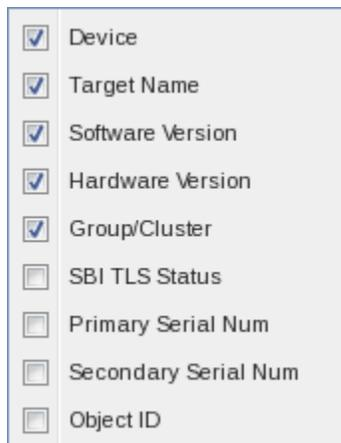 Device
Target Name
Software Version
Hardware Version
Group/Cluster
SBI TLS Status
Primary Serial Num
Secondary Serial Num
Object ID